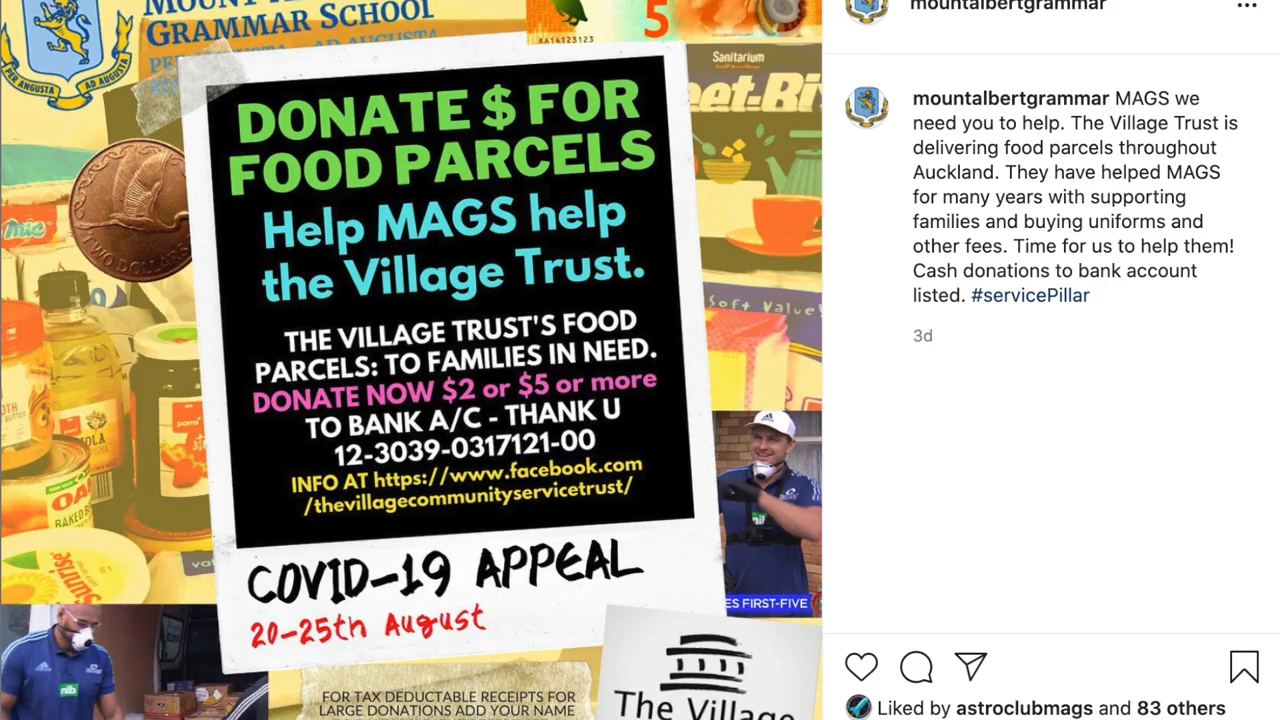 MOUNT
GRAMMAR SCHOOL
PER ANGUSTA AD AUGUSTA
AA14123123
5
Sanitarium
TWO DOLLARS
mic
Soft
DONATE $ FOR
FOOD PARCELS
Help MAGS help
the Village Trust.
THE VILLAGE TRUST'S FOOD
PARCELS: TO FAMILIES IN NEED.
DONATE NOW $2 or $5 or more
TO BANK A/C - THANK U
12-3039-0317121-00
INFO AT https://www.facebook.com
/thevillagecommunityservicetrust/
pams
BAKED
COVID-19 APPEAL
20-25th August
nib
ES FIRST-FIVE
nib
FOR TAX DEDUCTABLE RECEIPTS FOR
LARGE DONATIONS ADD YOUR NAME
The Village
mountalbertgrammar
mountalbertgrammar MAGS we
need you to help. The Village Trust is
delivering food parcels throughout
Auckland. They have helped MAGS
for many years with supporting
families and buying uniforms and
other fees. Time for us to help them!
Cash donations to bank account
listed. #servicePillar
3d
Liked by astroclubmags and 83 others